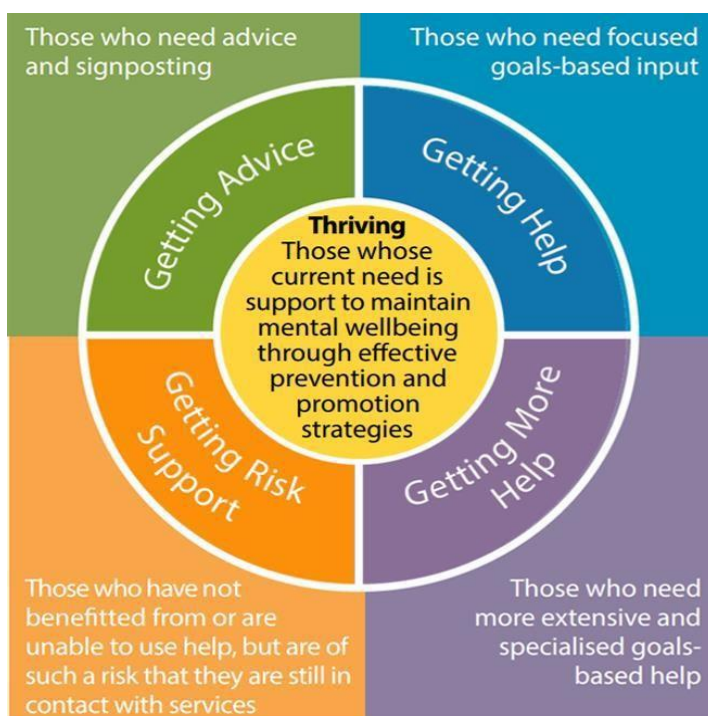 Those who need advice
and signposting
Those who need focused
goals-based input
Getting Advice
Getting Help
Thriving
Those whose
current need is
support to maintain
mental wellbeing
through effective
prevention and
promotion
strategies
Getting Risk
Support
Getting More
Help
Those who have not
benefitted from or are
unable to use help, but are of
such a risk that they are still in
contact with services
Those who need
more extensive and
specialised goals-
based help